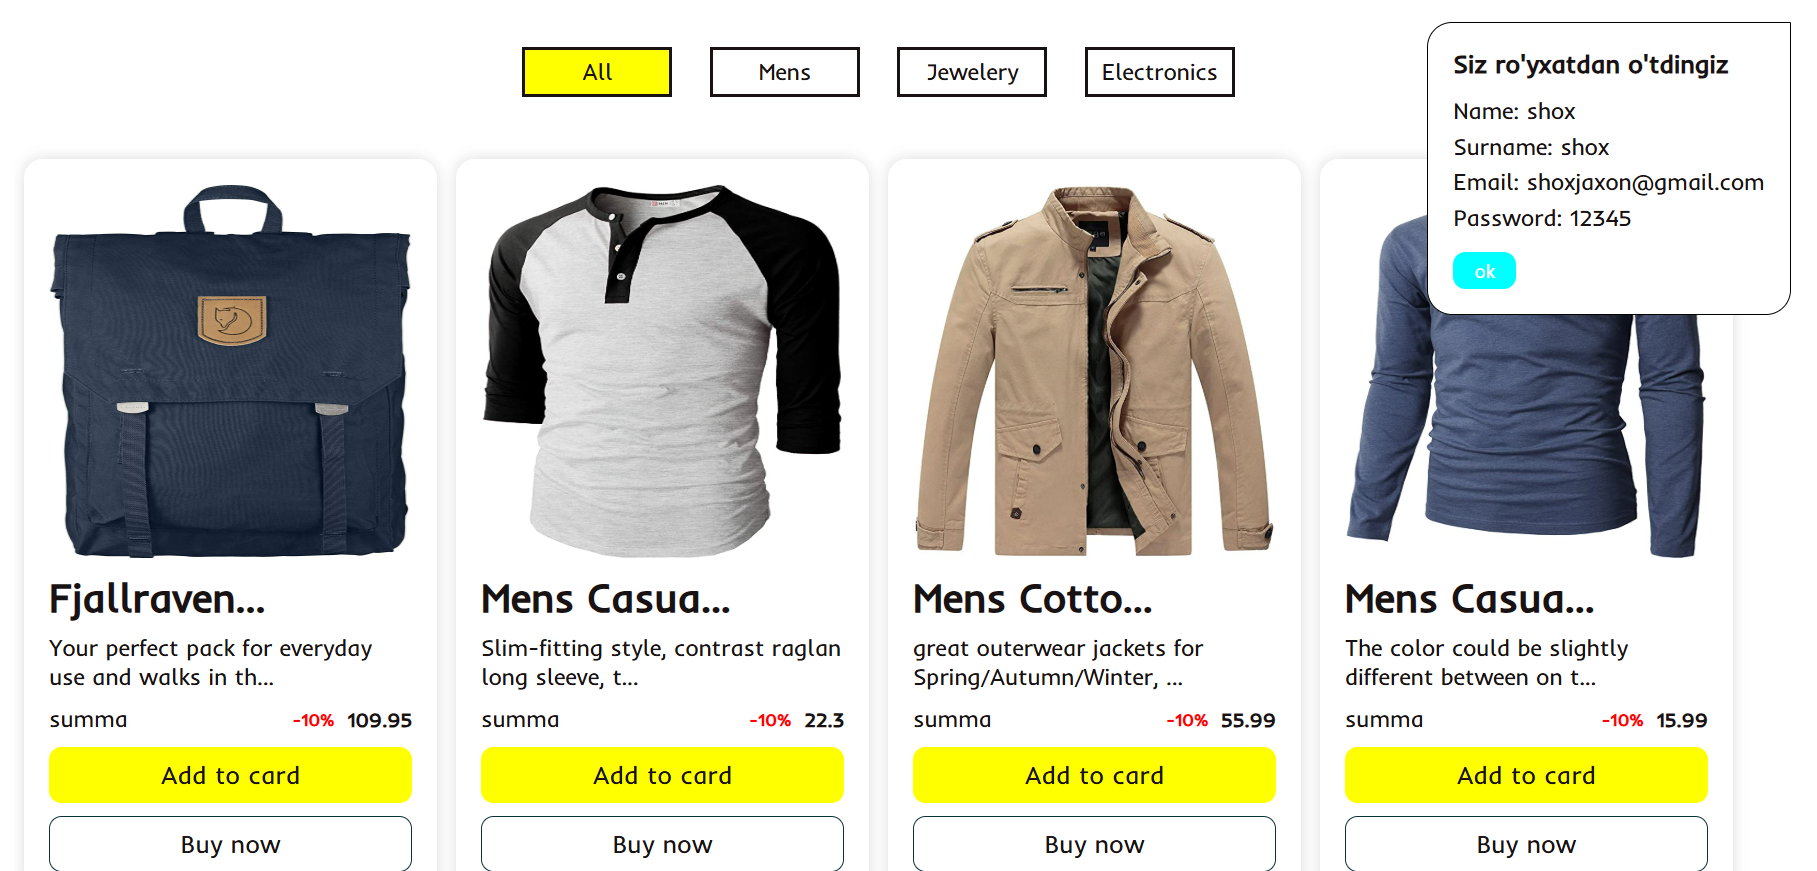 All
Mens
Jewelery
Electronics
Siz ro'yxatdan o'tdingiz
Name: shox
Surname: shox
Email: shoxjaxon@gmail.com
Password: 12345
ok
Fjallraven...
Your perfect pack for everyday
use and walks in th...
summa -10% 109.95
Add to card
Buy now
Mens Casua...
Slim-fitting style, contrast raglan
long sleeve, t...
summa -10% 22.3
Add to card
Buy now
Mens Cotto...
great outerwear jackets for
Spring/Autumn/Winter, ...
summa -10% 55.99
Add to card
Buy now
Mens Casua...
The color could be slightly
different between on t...
summa -10% 15.99
Add to card
Buy now